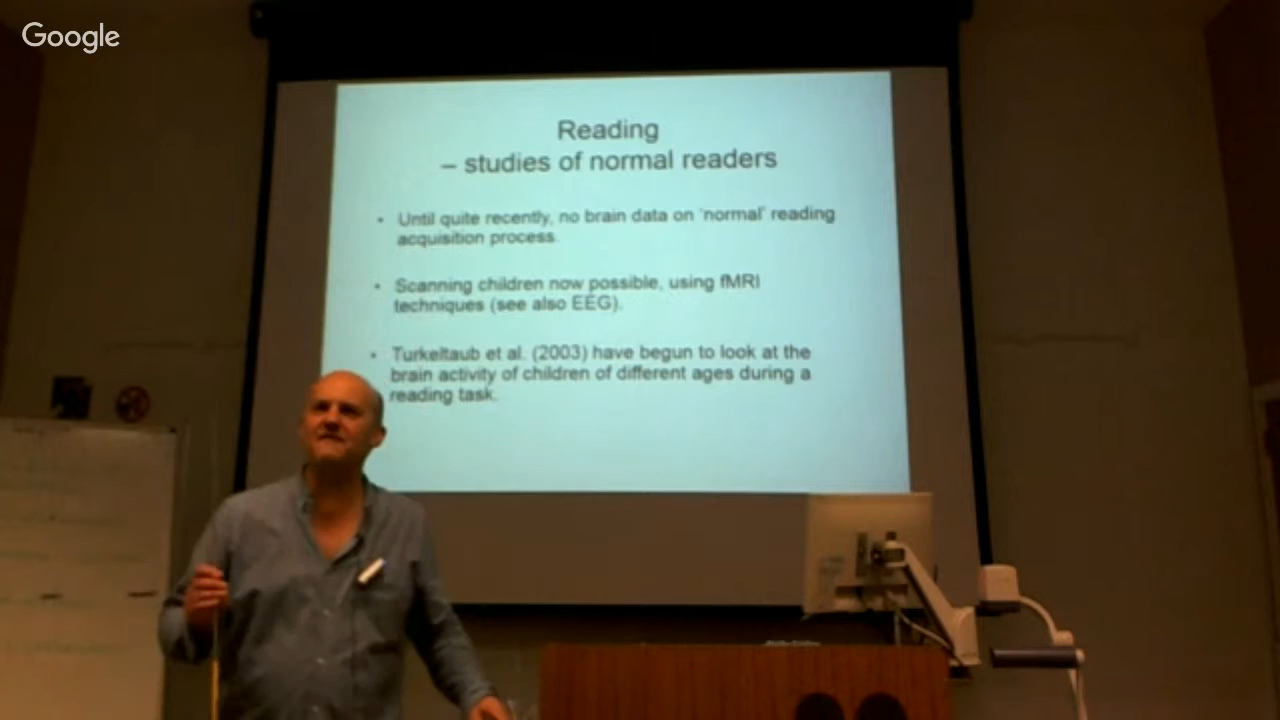 Google
Reading
– studies of normal readers
• Until quite recently, no brain data on 'normal' reading
acquisition process.
• Scanning children now possible, using fMRI
techniques (see also EEG).
• Turkeltaub et al. (2003) have begun to look at the
brain activity of children of different ages during a
reading task.